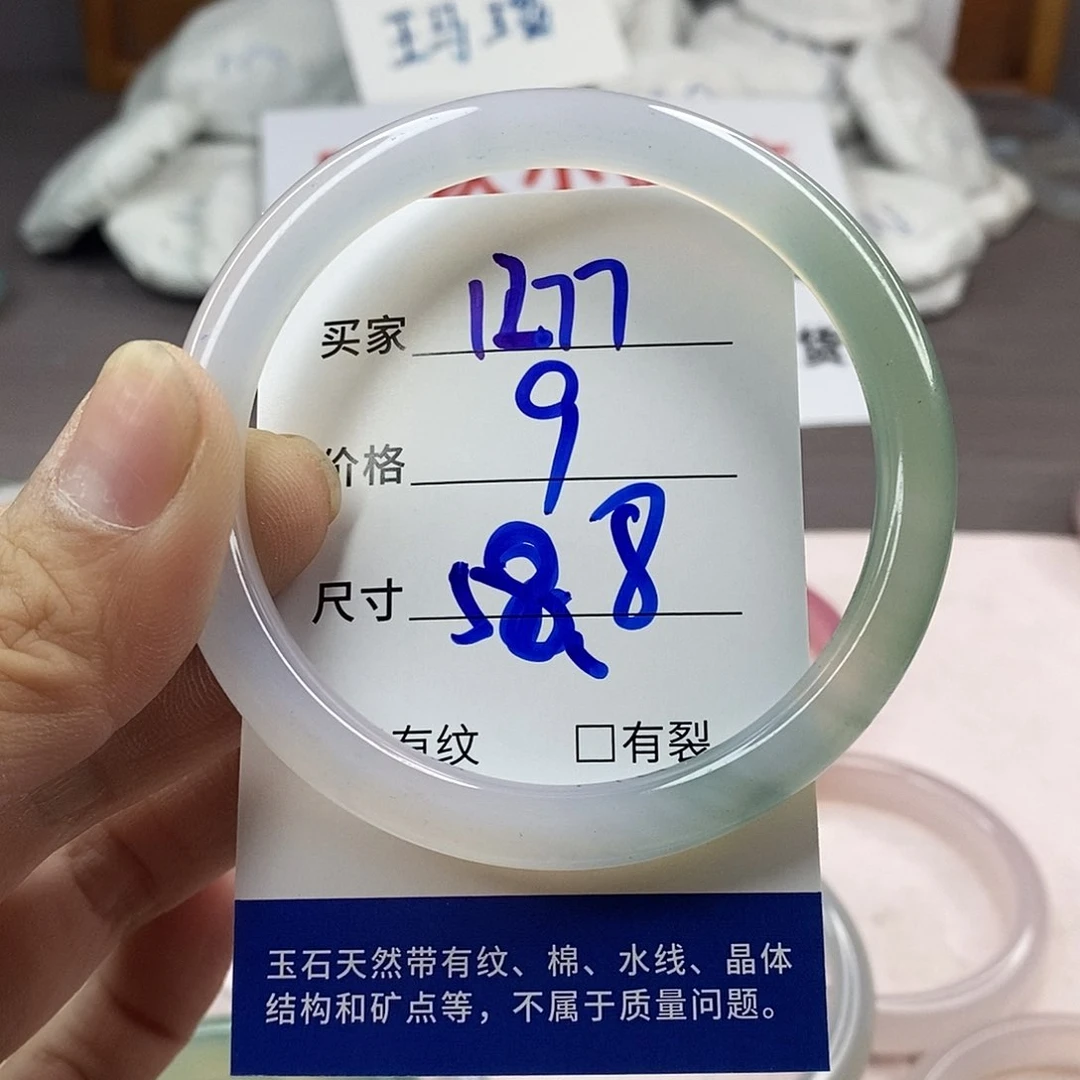 玛瑙
买家 1277
价格 9
尺寸 58.8
有纹 □有裂
货
玉石天然带有纹、棉、水线、晶体
结构和矿点等，不属于质量问题。